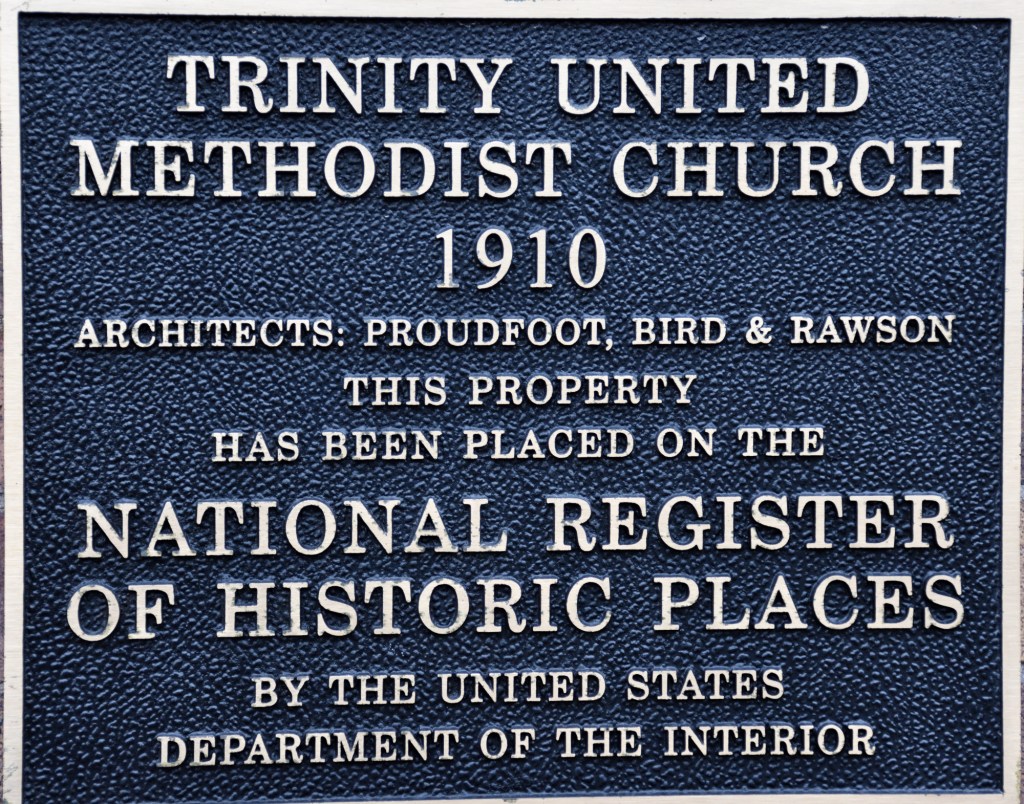 TRINITY UNITED
METHODIST CHURCH
1910
ARCHITECTS: PROUDFOOT, BIRD & RAWSON
THIS PROPERTY
HAS BEEN PLACED ON THE
NATIONAL REGISTER
OF HISTORIC PLACES
BY THE UNITED STATES
DEPARTMENT OF THE INTERIOR